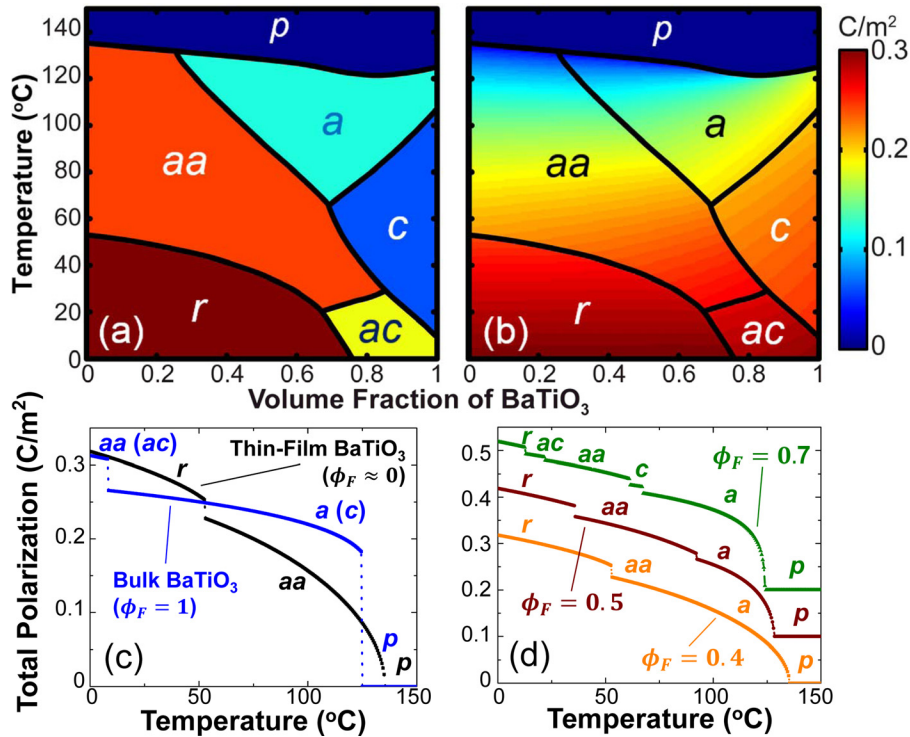 C/m²
140
120
100
80
60
40
20
0
Temperature (°C)
p
a
aa
c
r
ac
(a)
0
0.2
0.4
0.6
0.8
1
p
a
aa
c
r
ac
(b)
0
0.2
0.4
0.6
0.8
1
0.3
0.2
0.1
0
Volume Fraction of BaTiO₃
Total Polarization (C/m²)
0.3
0.2
0.1
0
aa (ac)
r
Thin-Film BaTiO₃
(ϕ_F ≈ 0)
a (c)
Bulk BaTiO₃
(ϕ_F = 1)
aa
p
p
(c)
0
50
100
150
Temperature (°C)
0.5
0.4
0.3
0.2
0.1
0
r
ac
aa
c
a
p
ϕ_F = 0.7
r
aa
a
p
ϕ_F = 0.5
r
aa
a
p
ϕ_F = 0.4
(d)
0
50
100
150
Temperature (°C)